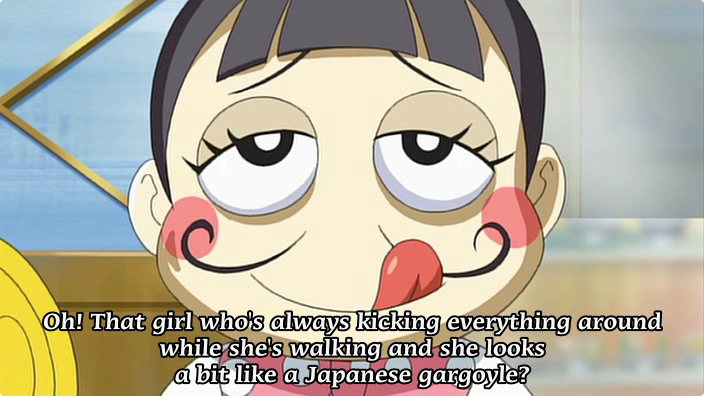 Oh! That girl who's always kicking everything around
while she's walking and she looks
a bit like a Japanese gargoyle?